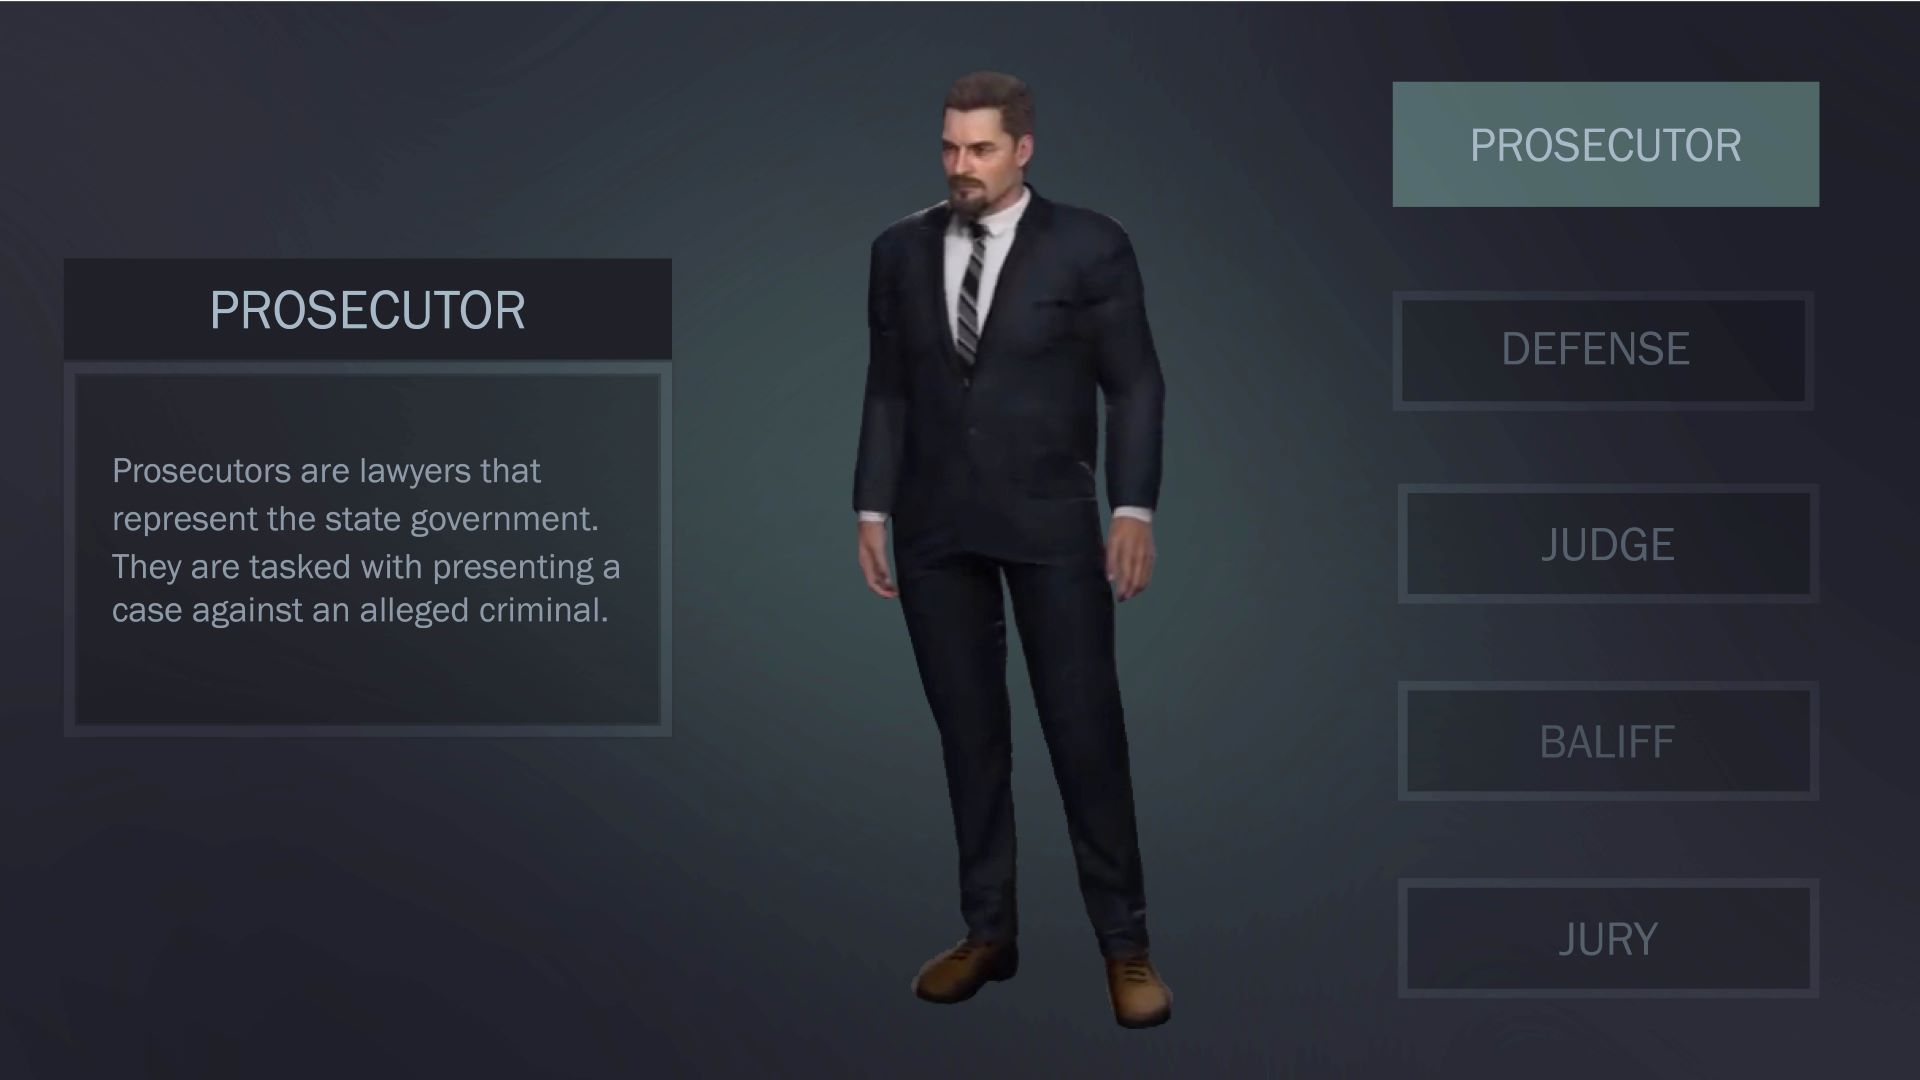 PROSECUTOR
Prosecutors are lawyers that
represent the state government.
They are tasked with presenting a
case against an alleged criminal.
PROSECUTOR
DEFENSE
JUDGE
BALIFF
JURY